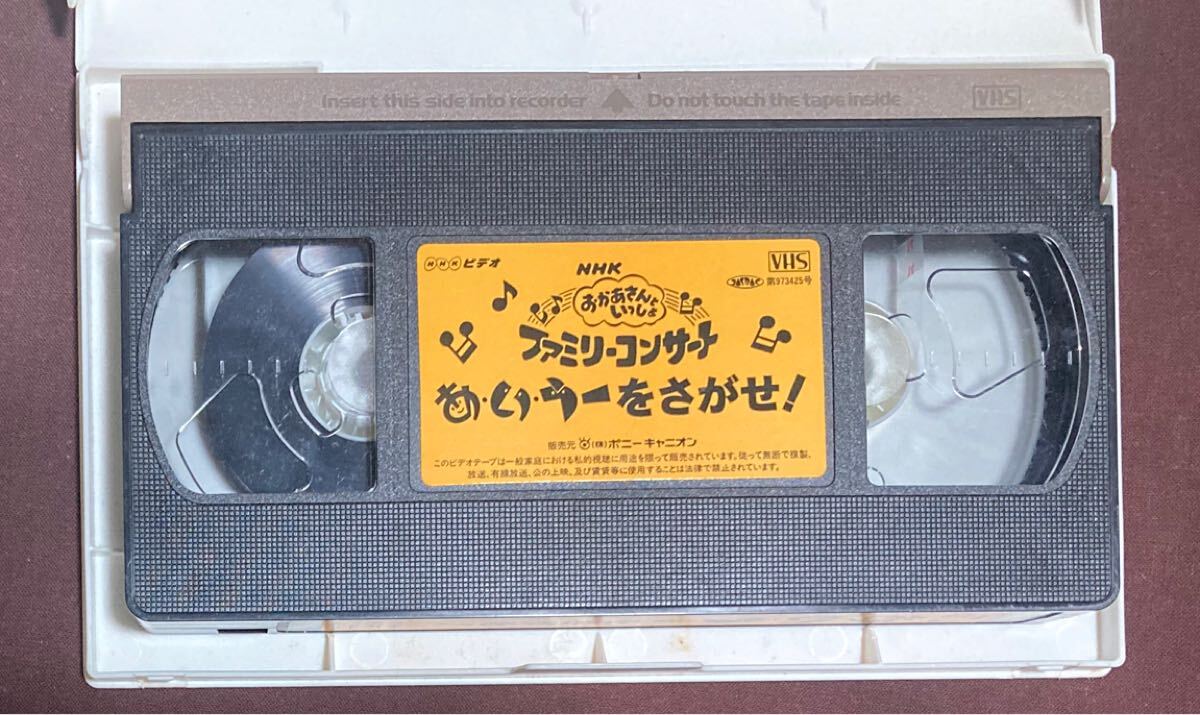 Insert this side into recorder ▲ Do not touch the tape inside VHS
NHKビデオ
NHK
おかあさんと
いっしょ
VHS
第973425号
ファミリーコンサート
あ・い・うーをさがせ!
販売元 (株)ポニーキャニオン
このビデオテープは一般家庭における私的視聴に用途を限って販売されています。従って無断で複製、
放送、有線放送、公の上映、及び賃貸等に使用することは法律で禁止されています。